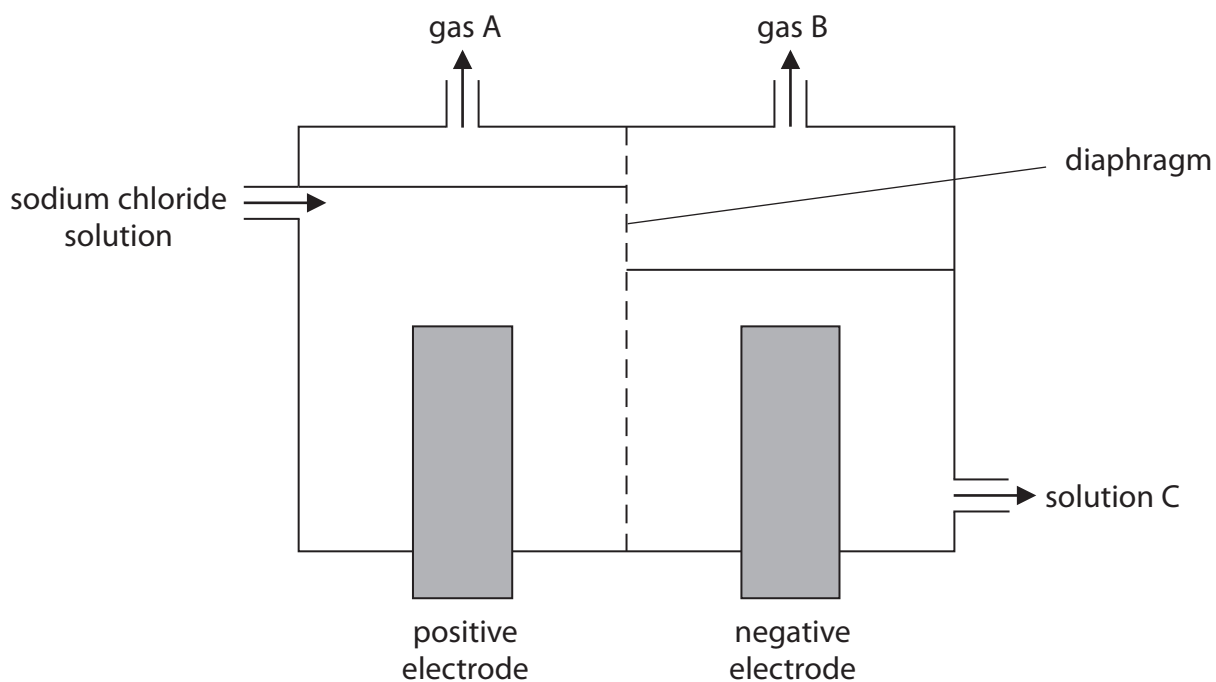 gas A
gas B
diaphragm
sodium chloride
solution
solution C
positive
electrode
negative
electrode